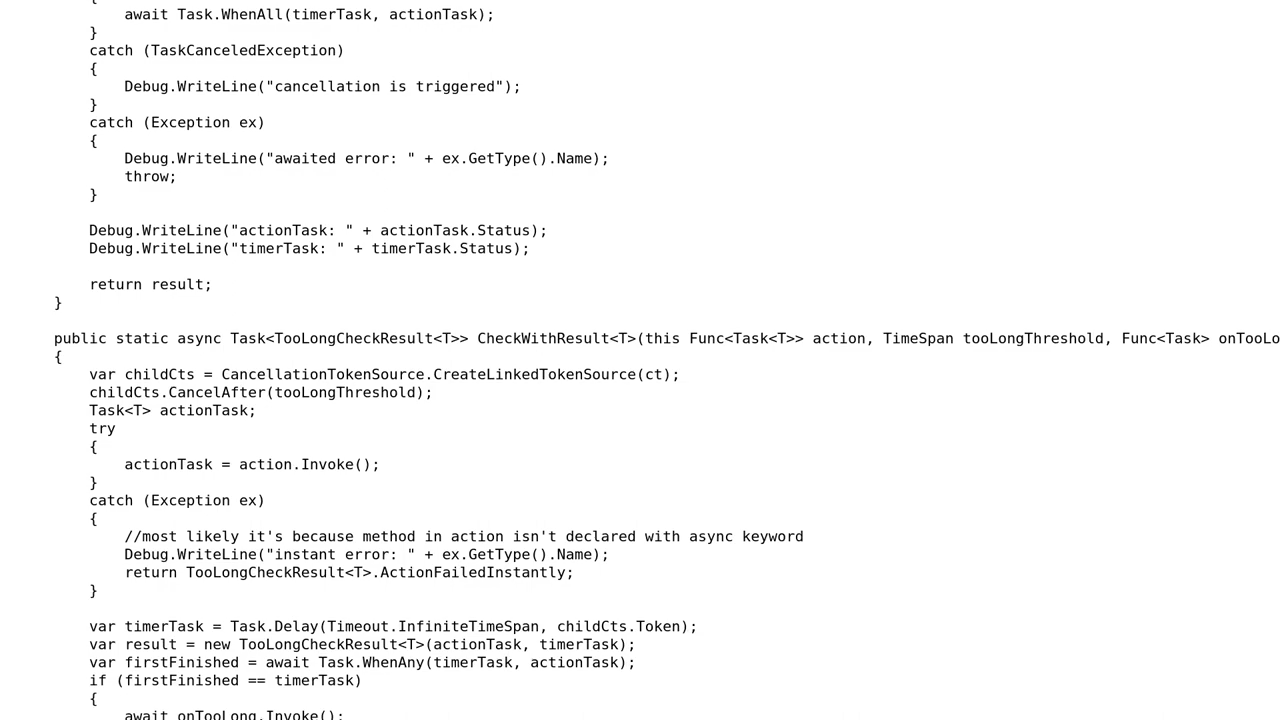 {
await Task.WhenAll(timerTask, actionTask);
}
catch (TaskCanceledException)
{
Debug.WriteLine("cancellation is triggered");
}
catch (Exception ex)
{
Debug.WriteLine("awaited error: " + ex.GetType().Name);
throw;
}
Debug.WriteLine("actionTask: " + actionTask.Status);
Debug.WriteLine("timerTask: " + timerTask.Status);
return result;
}
public static async Task<TooLongCheckResult<T>> CheckWithResult<T>(this Func<Task<T>> action, TimeSpan tooLongThreshold, Func<Task> onTooLo
{
var childCts = CancellationTokenSource.CreateLinkedTokenSource(ct);
childCts.CancelAfter(tooLongThreshold);
Task<T> actionTask;
try
{
actionTask = action.Invoke();
}
catch (Exception ex)
{
//most likely it's because method in action isn't declared with async keyword
Debug.WriteLine("instant error: " + ex.GetType().Name);
return TooLongCheckResult<T>.ActionFailedInstantly;
}
var timerTask = Task.Delay(Timeout.InfiniteTimeSpan, childCts.Token);
var result = new TooLongCheckResult<T>(actionTask, timerTask);
var firstFinished = await Task.WhenAny(timerTask, actionTask);
if (firstFinished == timerTask)
{
await onTooLong.Invoke();